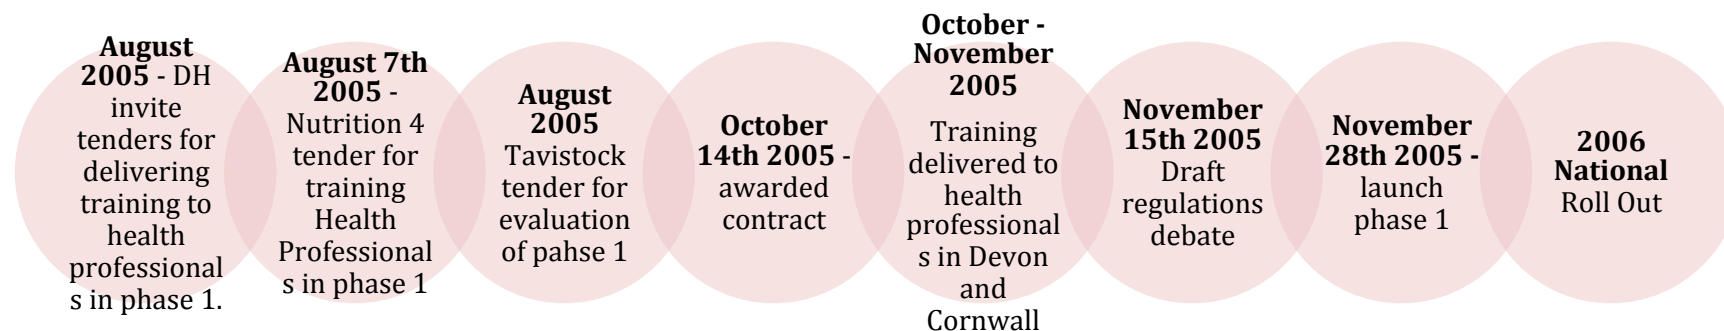 August
2005 - DH
invite
tenders for
delivering
training to
health
professional
s in phase 1.
August 7th
2005 -
Nutrition 4
tender for
training
Health
Professional
s in phase 1
August
2005
Tavistock
tender for
evaluation
of pahse 1
October
14th 2005 -
awarded
contract
October -
November
2005
Training
delivered to
health
professional
s in Devon
and
Cornwall
November
15th 2005
Draft
regulations
debate
November
28th 2005 -
launch
phase 1
2006
National
Roll Out